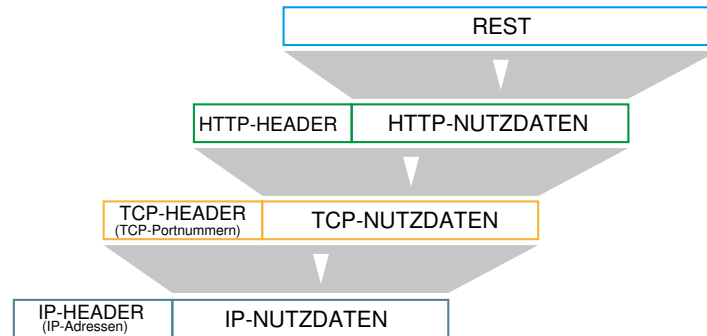 REST
HTTP-HEADER
HTTP-NUTZDATEN
TCP-HEADER
(TCP-Portnummern)
TCP-NUTZDATEN
IP-HEADER
(IP-Adressen)
IP-NUTZDATEN